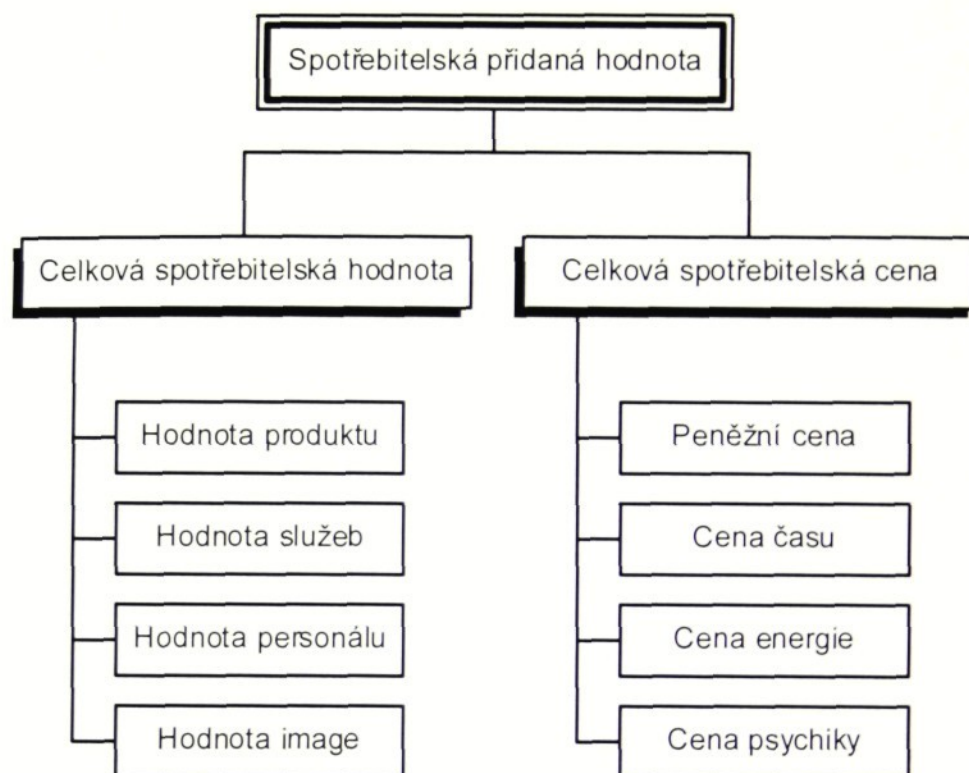 Spotřebitelská přidaná hodnota
Celková spotřebitelská hodnota
Celková spotřebitelská cena
Hodnota produktu
Hodnota služeb
Hodnota personálu
Hodnota image
Peněžní cena
Cena času
Cena energie
Cena psychiky